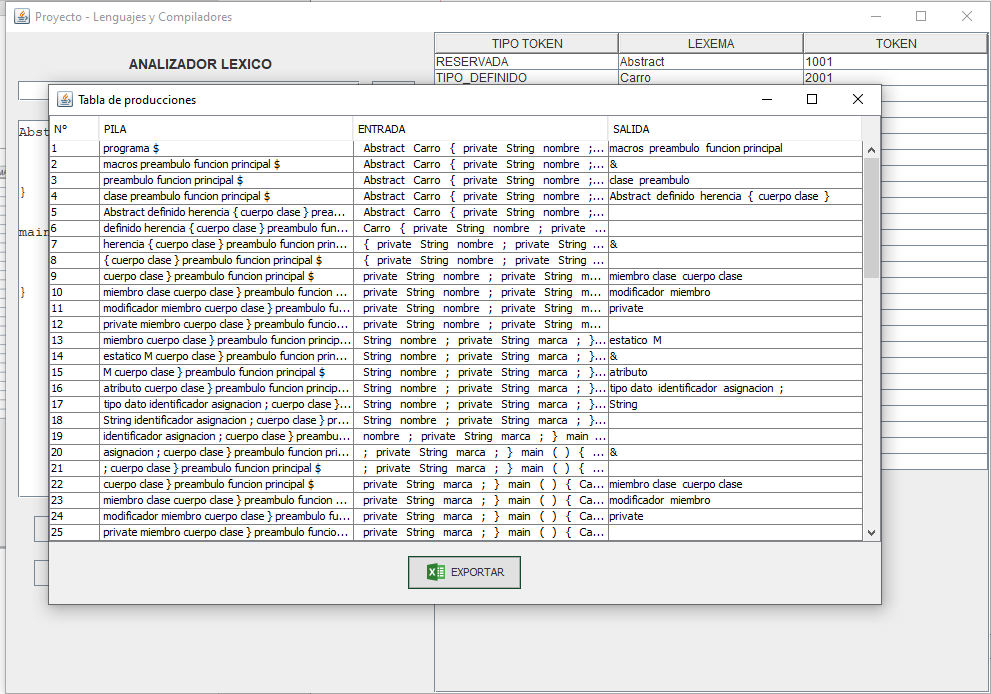 Proyecto - Lenguajes y Compiladores
ANALIZADOR LEXICO
TIPO TOKEN LEXEMA TOKEN
RESERVADA Abstract 1001
TIPO_DEFINIDO Carro 2001
Abst
}
main
}
Tabla de producciones
N° PILA ENTRADA SALIDA
1 programa $ Abstract Carro { private String nombre ;... macros preambulo funcion principal
2 macros preambulo funcion principal $ Abstract Carro { private String nombre ;... &
3 preambulo funcion principal $ Abstract Carro { private String nombre ;... clase preambulo
4 clase preambulo funcion principal $ Abstract Carro { private String nombre ;... Abstract definido herencia { cuerpo clase }
5 Abstract definido herencia { cuerpo clase } prea... Abstract Carro { private String nombre ;...
6 definido herencia { cuerpo clase } preambulo fun... Carro { private String nombre ; private ...
7 herencia { cuerpo clase } preambulo funcion prin... { private String nombre ; private String ... &
8 { cuerpo clase } preambulo funcion principal $ { private String nombre ; private String ...
9 cuerpo clase } preambulo funcion principal $ private String nombre ; private String m... miembro clase cuerpo clase
10 miembro clase cuerpo clase } preambulo funcion ... private String nombre ; private String m... modificador miembro
11 modificador miembro cuerpo clase } preambulo fu... private String nombre ; private String m... private
12 private miembro cuerpo clase } preambulo funcio... private String nombre ; private String m...
13 miembro cuerpo clase } preambulo funcion princip... String nombre ; private String marca ; }... estatico M
14 estatico M cuerpo clase } preambulo funcion prin... String nombre ; private String marca ; }... &
15 M cuerpo clase } preambulo funcion principal $ String nombre ; private String marca ; }... atributo
16 atributo cuerpo clase } preambulo funcion princip... String nombre ; private String marca ; }... tipo dato identificador asignacion ;
17 tipo dato identificador asignacion ; cuerpo clase }... String nombre ; private String marca ; }... String
18 String identificador asignacion ; cuerpo clase } pr... String nombre ; private String marca ; }...
19 identificador asignacion ; cuerpo clase } preambu... nombre ; private String marca ; } main ...
20 asignacion ; cuerpo clase } preambulo funcion pri... ; private String marca ; } main ( ) { ... &
21 ; cuerpo clase } preambulo funcion principal $ ; private String marca ; } main ( ) { ...
22 cuerpo clase } preambulo funcion principal $ private String marca ; } main ( ) { Ca... miembro clase cuerpo clase
23 miembro clase cuerpo clase } preambulo funcion ... private String marca ; } main ( ) { Ca... modificador miembro
24 modificador miembro cuerpo clase } preambulo fu... private String marca ; } main ( ) { Ca... private
25 private miembro cuerpo clase } preambulo funcio... private String marca ; } main ( ) { Ca...
EXPORTAR